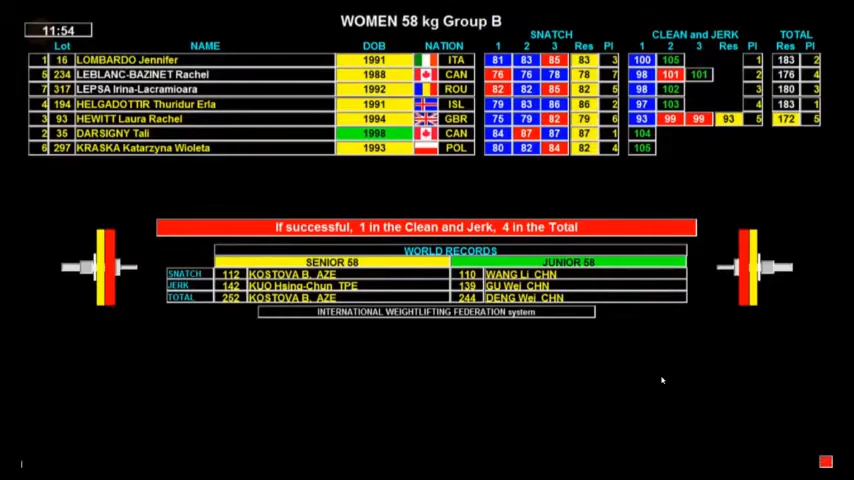 11:54 WOMEN 58 kg Group B
SNATCH CLEAN and JERK TOTAL
Lot NAME DOB NATION 1 2 3 Res Pl 1 2 3 Res Pl Res Pl
1 16 LOMBARDO Jennifer 1991 ITA 81 83 85 83 3 100 105 1 183 2
5 234 LEBLANC-BAZINET Rachel 1988 CAN 76 76 78 78 7 98 101 101 2 176 4
7 317 LEPSA Irina-Lacramioara 1992 ROU 82 82 85 82 5 98 102 3 180 3
4 194 HELGADOTTIR Thuridur Erla 1991 ISL 79 83 86 86 2 97 103 4 183 1
3 93 HEWITT Laura Rachel 1994 GBR 75 79 82 79 6 93 99 99 93 5 172 5
2 35 DARSIGNY Tali 1998 CAN 84 87 87 87 1 104
6 297 KRASKA Katarzyna Wioleta 1993 POL 80 82 84 82 4 105
If successful, 1 in the Clean and Jerk, 4 in the Total
WORLD RECORDS
SENIOR 58 JUNIOR 58
SNATCH 112 KOSTOVA B. AZE 110 WANG Li CHN
JERK 142 KUO Hsing-Chun TPE 139 GU Wei CHN
TOTAL 252 KOSTOVA B. AZE 244 DENG Wei CHN
INTERNATIONAL WEIGHTLIFTING FEDERATION system